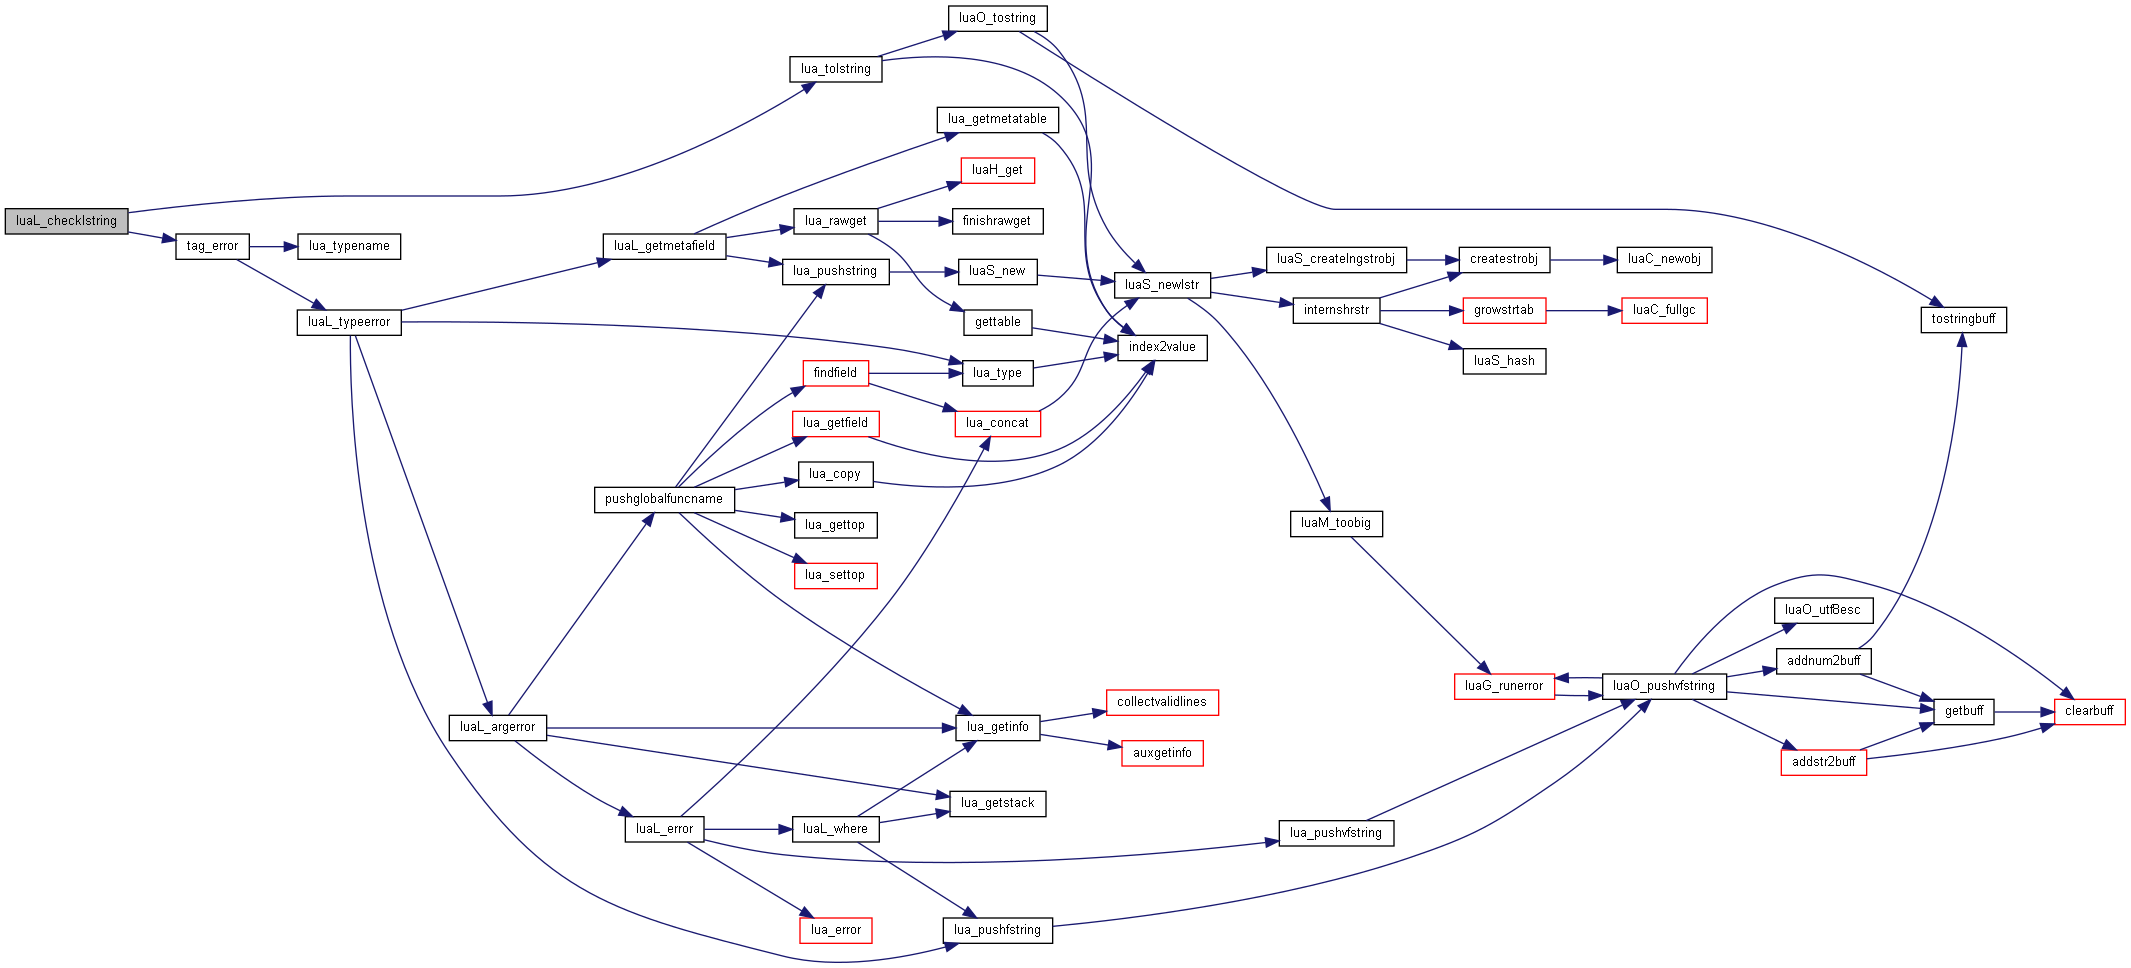 luaO_tostring
lua_tolstring
lua_getmetatable
luaH_get
luaL_checklstring
lua_rawget
finishrawget
tag_error
lua_typename
luaL_getmetafield
lua_pushstring
luaS_new
luaS_newlstr
luaS_createlngstrobj
createstrobj
luaC_newobj
internshrstr
growstrtab
luaC_fullgc
luaL_typeerror
gettable
tostringbuff
index2value
luaS_hash
findfield
lua_type
lua_getfield
lua_concat
lua_copy
pushglobalfuncname
lua_gettop
luaM_toobig
lua_settop
luaO_utf8esc
addnum2buff
luaG_runerror
luaO_pushvfstring
collectvalidlines
getbuff
clearbuff
luaL_argerror
lua_getinfo
auxgetinfo
addstr2buff
lua_getstack
luaL_error
luaL_where
lua_pushvfstring
lua_error
lua_pushfstring